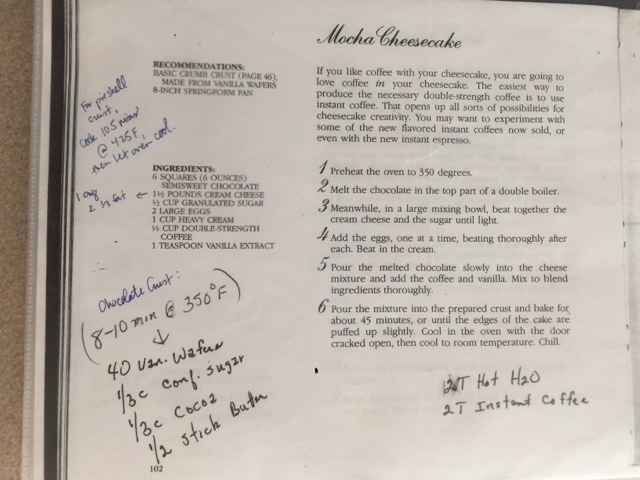 Mocha Cheesecake
RECOMMENDATIONS:
BASIC CRUMB CRUST (PAGE 46),
MADE FROM VANILLA WAFERS
8-INCH SPRINGFORM PAN
For pie shell
crust,
@ 425F,
then let cool.
INGREDIENTS:
6 SQUARES (6 OUNCES)
SEMISWEET CHOCOLATE
1½ POUNDS CREAM CHEESE
½ CUP GRANULATED SUGAR
2 LARGE EGGS
1 CUP HEAVY CREAM
½ CUP DOUBLE-STRENGTH
COFFEE
1 TEASPOON VANILLA EXTRACT
Chocolate Crust:
(8-10 min @ 350°F)
40 Van. Wafers
1/3c conf. sugar
1/3c Cocoa
1/2 stick Butter
102
If you like coffee with your cheesecake, you are going to
love coffee in your cheesecake. The easiest way to
produce the necessary double-strength coffee is to use
instant coffee. That opens up all sorts of possibilities for
cheesecake creativity. You may want to experiment with
some of the new flavored instant coffees now sold, or
even with the new instant espresso.
1 Preheat the oven to 350 degrees.
2 Melt the chocolate in the top part of a double boiler.
3 Meanwhile, in a large mixing bowl, beat together the
cream cheese and the sugar until light.
4 Add the eggs, one at a time, beating thoroughly after
each. Beat in the cream.
5 Pour the melted chocolate slowly into the cheese
mixture and add the coffee and vanilla. Mix to blend
ingredients thoroughly.
6 Pour the mixture into the prepared crust and bake for
about 45 minutes, or until the edges of the cake are
puffed up slightly. Cool in the oven with the door
cracked open, then cool to room temperature. Chill.
2T Hot H2O
2T Instant Coffee